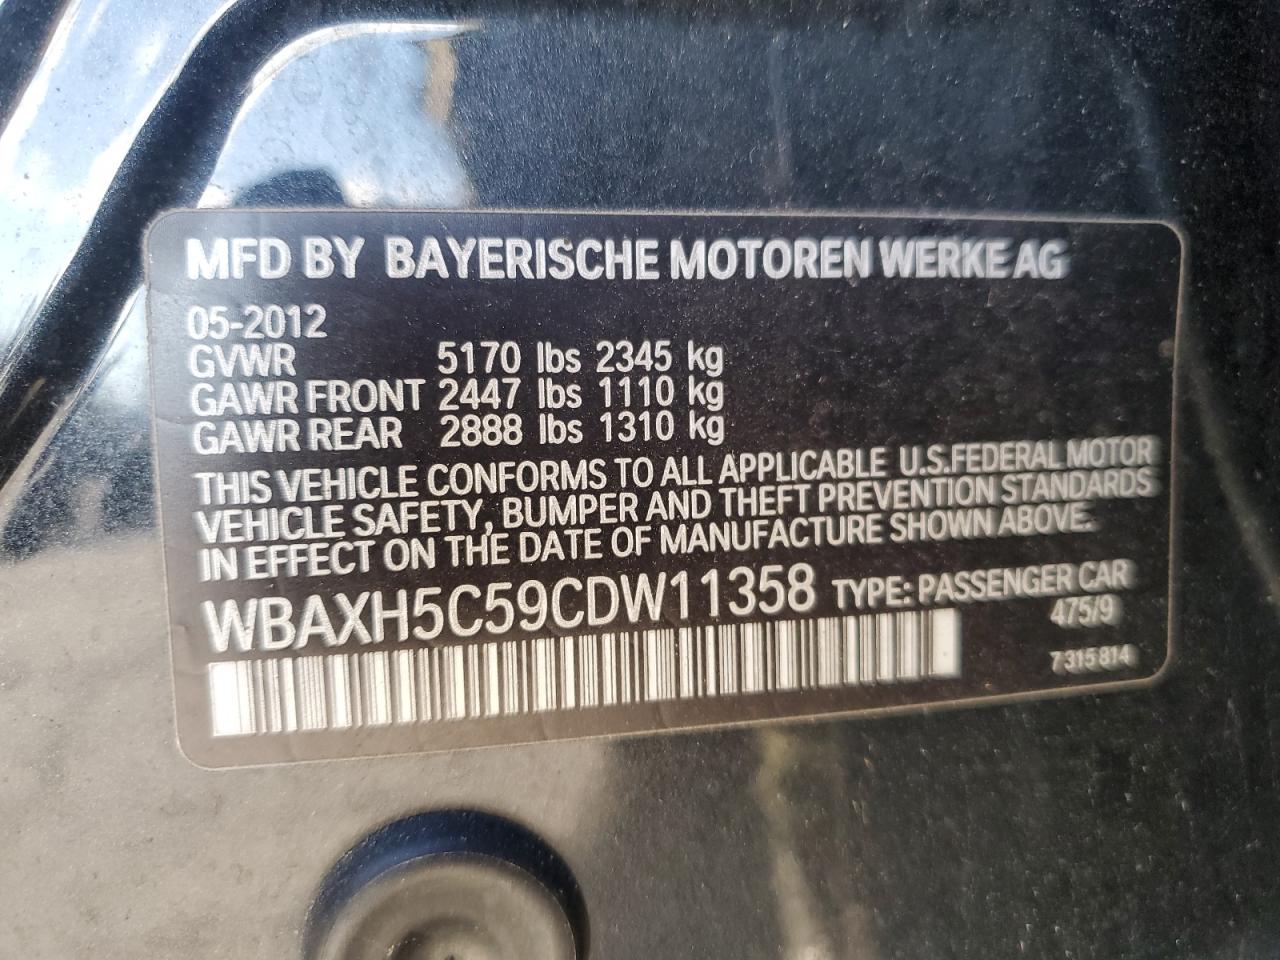 MFD BY BAYERISCHE MOTOREN WERKE AG
05-2012
GVWR 5170 lbs 2345 kg
GAWR FRONT 2447 lbs 1110 kg
GAWR REAR 2888 lbs 1310 kg
THIS VEHICLE CONFORMS TO ALL APPLICABLE U.S.FEDERAL MOTOR
VEHICLE SAFETY, BUMPER AND THEFT PREVENTION STANDARDS
IN EFFECT ON THE DATE OF MANUFACTURE SHOWN ABOVE.
WBAXH5C59CDW11358 TYPE: PASSENGER CAR
475/9
7 315 814